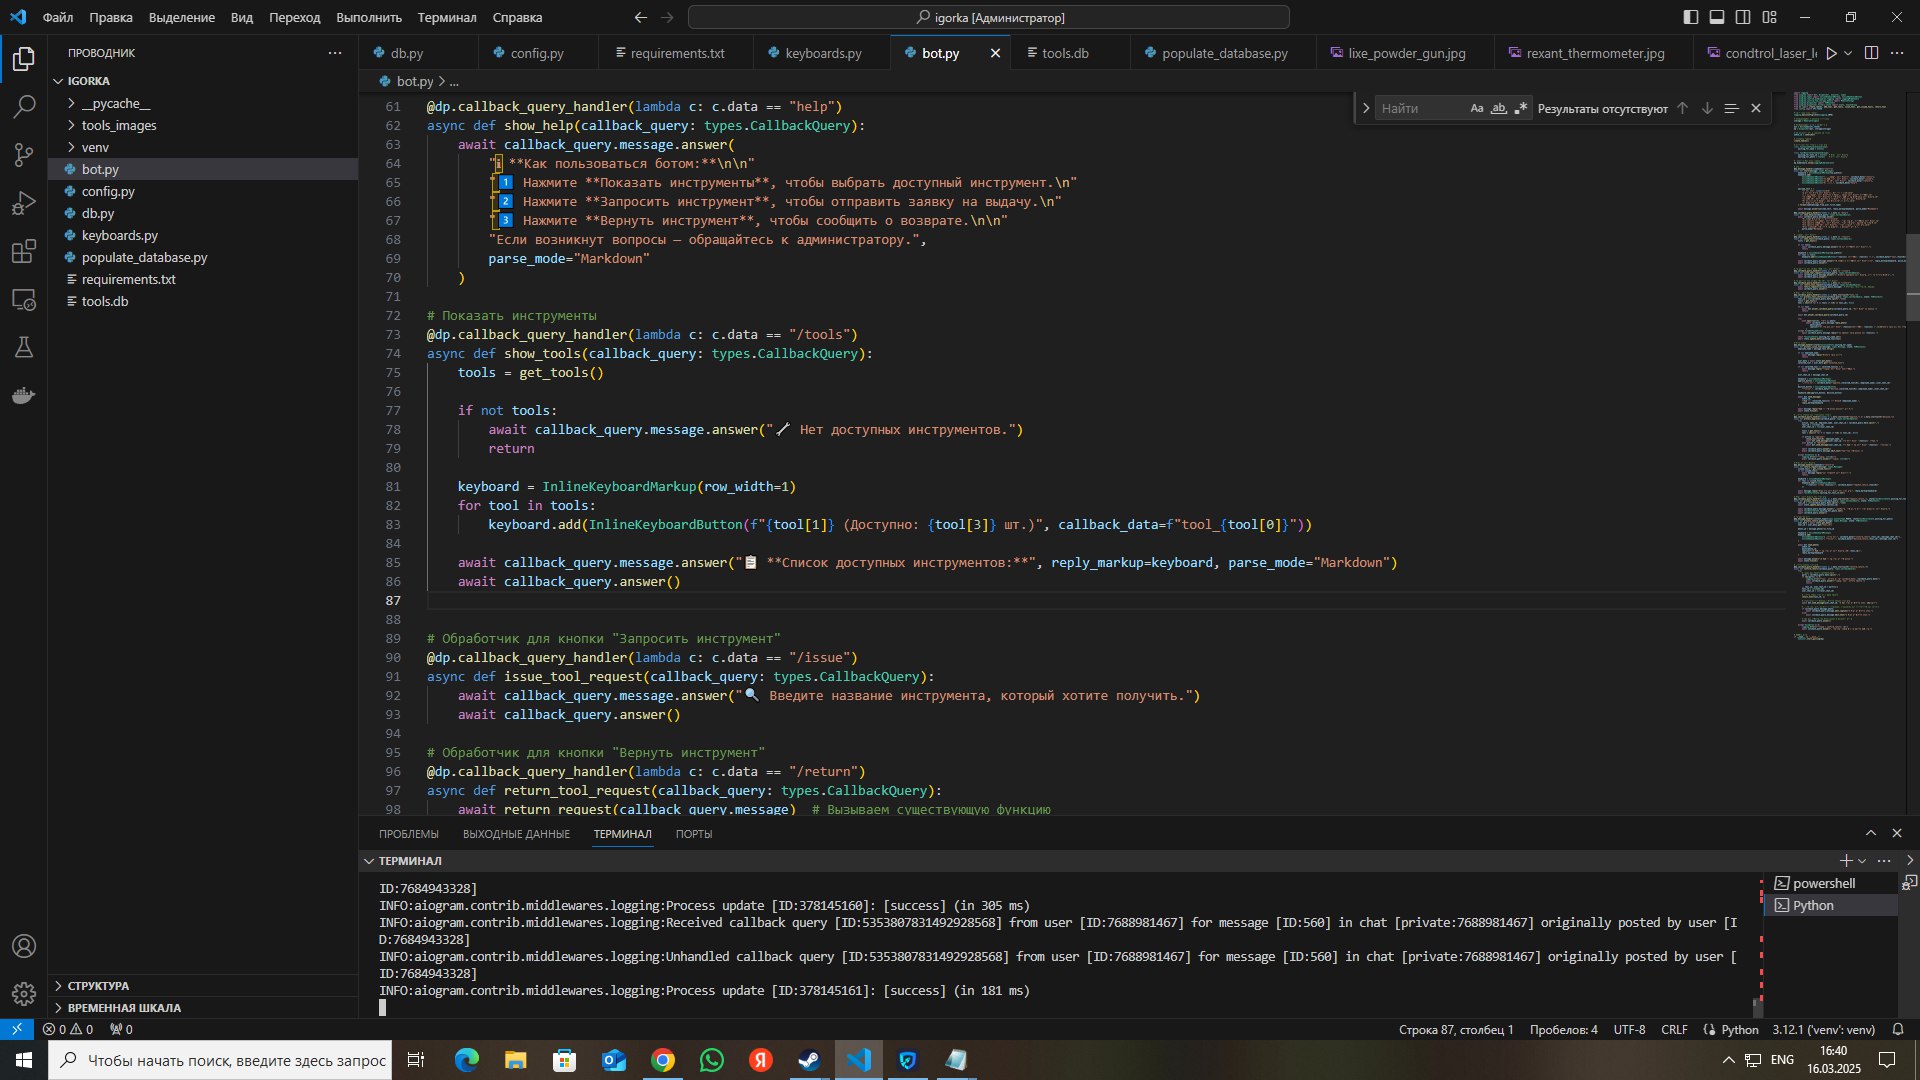 Файл Правка Выделение Вид Переход Выполнить Терминал Справка igorka [Администратор]
ПРОВОДНИК
IGORKA
__pycache__
tools_images
venv
bot.py
config.py
db.py
keyboards.py
populate_database.py
requirements.txt
tools.db
СТРУКТУРА
ВРЕМЕННАЯ ШКАЛА
db.py config.py requirements.txt keyboards.py bot.py tools.db populate_database.py lixe_powder_gun.jpg rexant_thermometer.jpg condtrol_laser_l
bot.py > ...
Найти Aa ab Результаты отсутствуют
61 @dp.callback_query_handler(lambda c: c.data == "help")
62 async def show_help(callback_query: types.CallbackQuery):
63 await callback_query.message.answer(
64 "ℹ **Как пользоваться ботом:**\n\n"
65 "1️⃣ Нажмите **Показать инструменты**, чтобы выбрать доступный инструмент.\n"
66 "2️⃣ Нажмите **Запросить инструмент**, чтобы отправить заявку на выдачу.\n"
67 "3️⃣ Нажмите **Вернуть инструмент**, чтобы сообщить о возврате.\n\n"
68 "Если возникнут вопросы — обращайтесь к администратору.",
69 parse_mode="Markdown"
70 )
71
72 # Показать инструменты
73 @dp.callback_query_handler(lambda c: c.data == "/tools")
74 async def show_tools(callback_query: types.CallbackQuery):
75 tools = get_tools()
76
77 if not tools:
78 await callback_query.message.answer("🔧 Нет доступных инструментов.")
79 return
80
81 keyboard = InlineKeyboardMarkup(row_width=1)
82 for tool in tools:
83 keyboard.add(InlineKeyboardButton(f"{tool[1]} (Доступно: {tool[3]} шт.)", callback_data=f"tool_{tool[0]}"))
84
85 await callback_query.message.answer("📋 **Список доступных инструментов:**", reply_markup=keyboard, parse_mode="Markdown")
86 await callback_query.answer()
87
88
89 # Обработчик для кнопки "Запросить инструмент"
90 @dp.callback_query_handler(lambda c: c.data == "/issue")
91 async def issue_tool_request(callback_query: types.CallbackQuery):
92 await callback_query.message.answer("🔍 Введите название инструмента, который хотите получить.")
93 await callback_query.answer()
94
95 # Обработчик для кнопки "Вернуть инструмент"
96 @dp.callback_query_handler(lambda c: c.data == "/return")
97 async def return_tool_request(callback_query: types.CallbackQuery):
98 await return_request(callback_query.message) # Вызываем существующую функцию
ПРОБЛЕМЫ ВЫХОДНЫЕ ДАННЫЕ ТЕРМИНАЛ ПОРТЫ
ТЕРМИНАЛ
ID:7684943328]
INFO:aiogram.contrib.middlewares.logging:Process update [ID:378145160]: [success] (in 305 ms)
INFO:aiogram.contrib.middlewares.logging:Received callback query [ID:5353807831492928568] from user [ID:7688981467] for message [ID:560] in chat [private:7688981467] originally posted by user [I
D:7684943328]
INFO:aiogram.contrib.middlewares.logging:Unhandled callback query [ID:5353807831492928568] from user [ID:7688981467] for message [ID:560] in chat [private:7688981467] originally posted by user [
ID:7684943328]
INFO:aiogram.contrib.middlewares.logging:Process update [ID:378145161]: [success] (in 181 ms)
powershell
Python
0 0 0 Строка 87, столбец 1 Пробелов: 4 UTF-8 CRLF Python 3.12.1 ('venv': venv)
Чтобы начать поиск, введите здесь запрос
ENG
16:40
16.03.2025